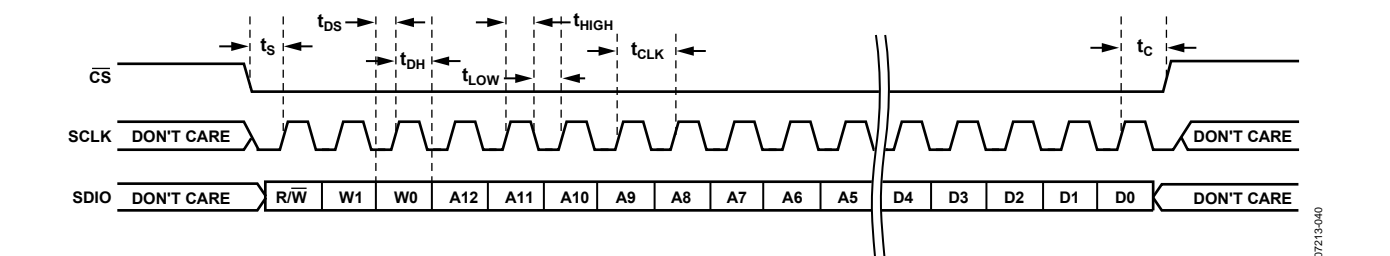 tDS
tHIGH
tS
tDH
tCLK
tC
tLOW
CS
SCLK DON'T CARE DON'T CARE
SDIO DON'T CARE R/W W1 W0 A12 A11 A10 A9 A8 A7 A6 A5 D4 D3 D2 D1 D0 DON'T CARE
07213-040